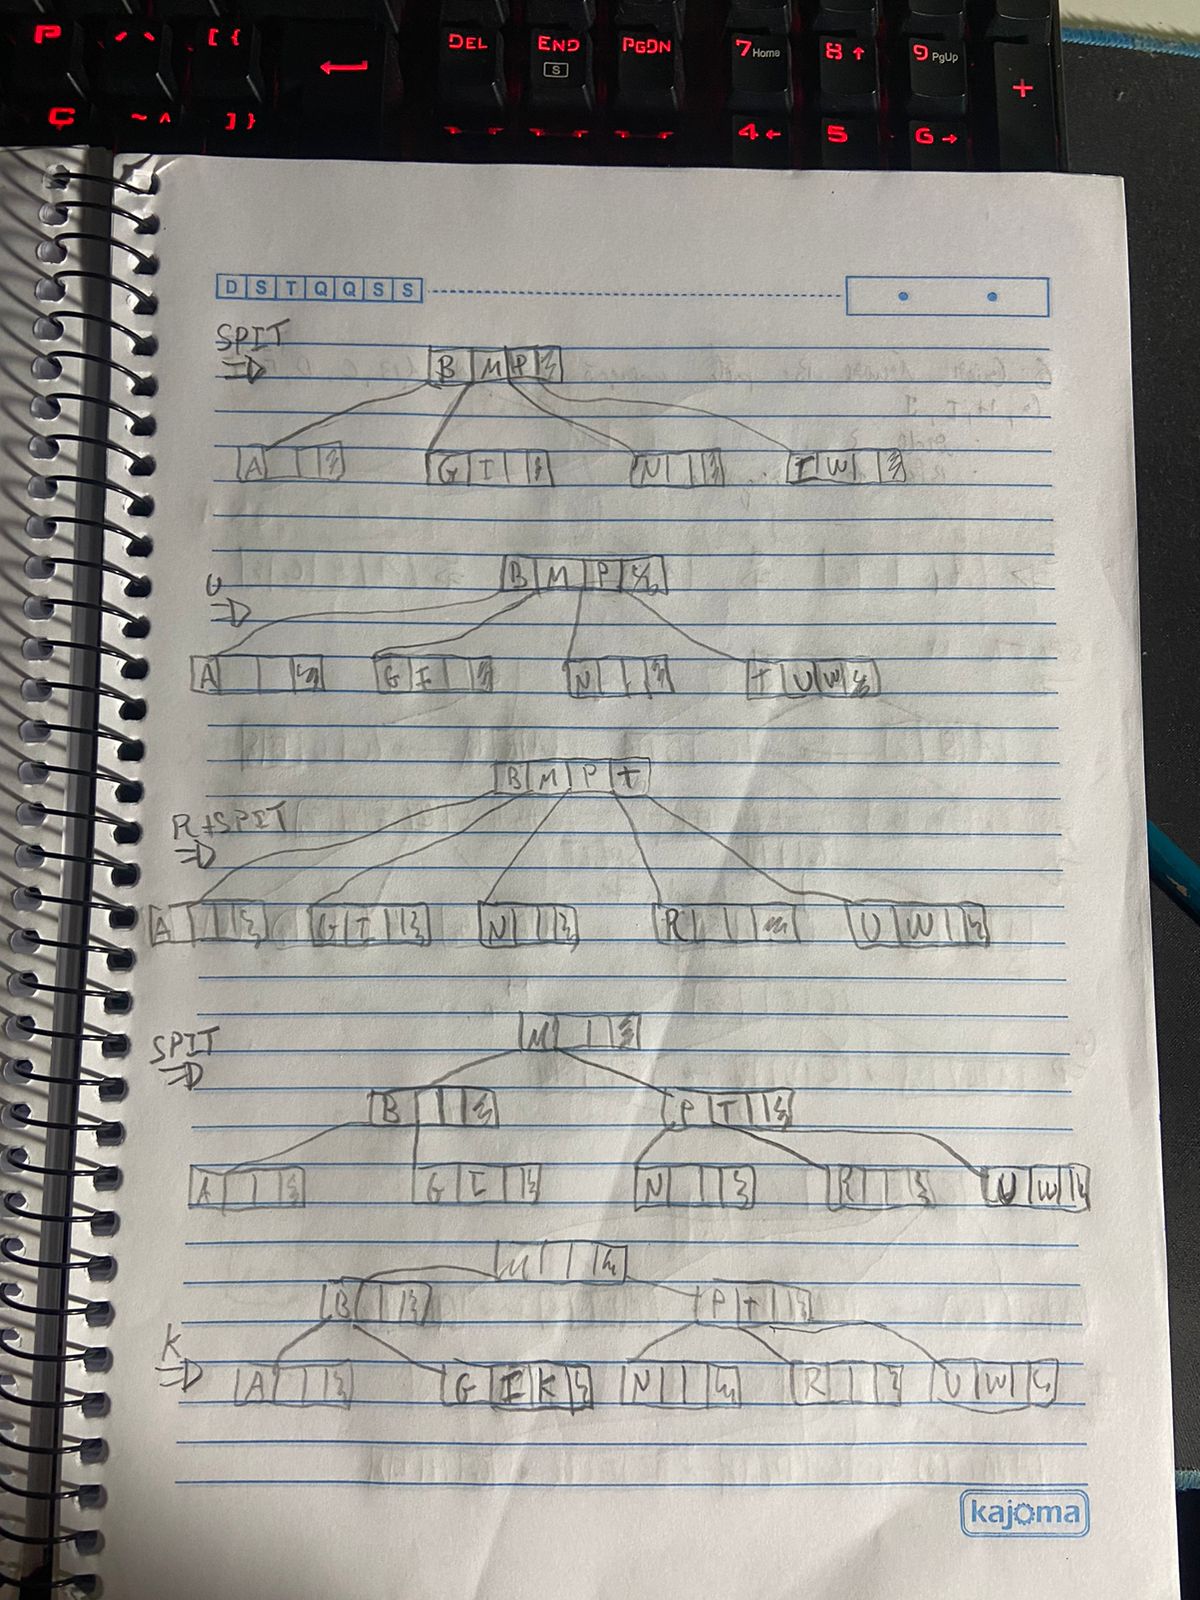 P ^ ` [ {
Ç ~ ^ ] }
DEL END PGDN 7 Home 8 ↑ 9 PgUp +
S
4 ← 5 6 →
D S T Q Q S S
SPIT
⇒
B M P
A G I N T W
U
⇒
B M P
A G I N T U W
B M P T
R+SPIT
⇒
A G I N R U W
M
SPIT
⇒
B P T
A G I N R U W
M
B P T
K
⇒
A G I K N R U W
kajoma